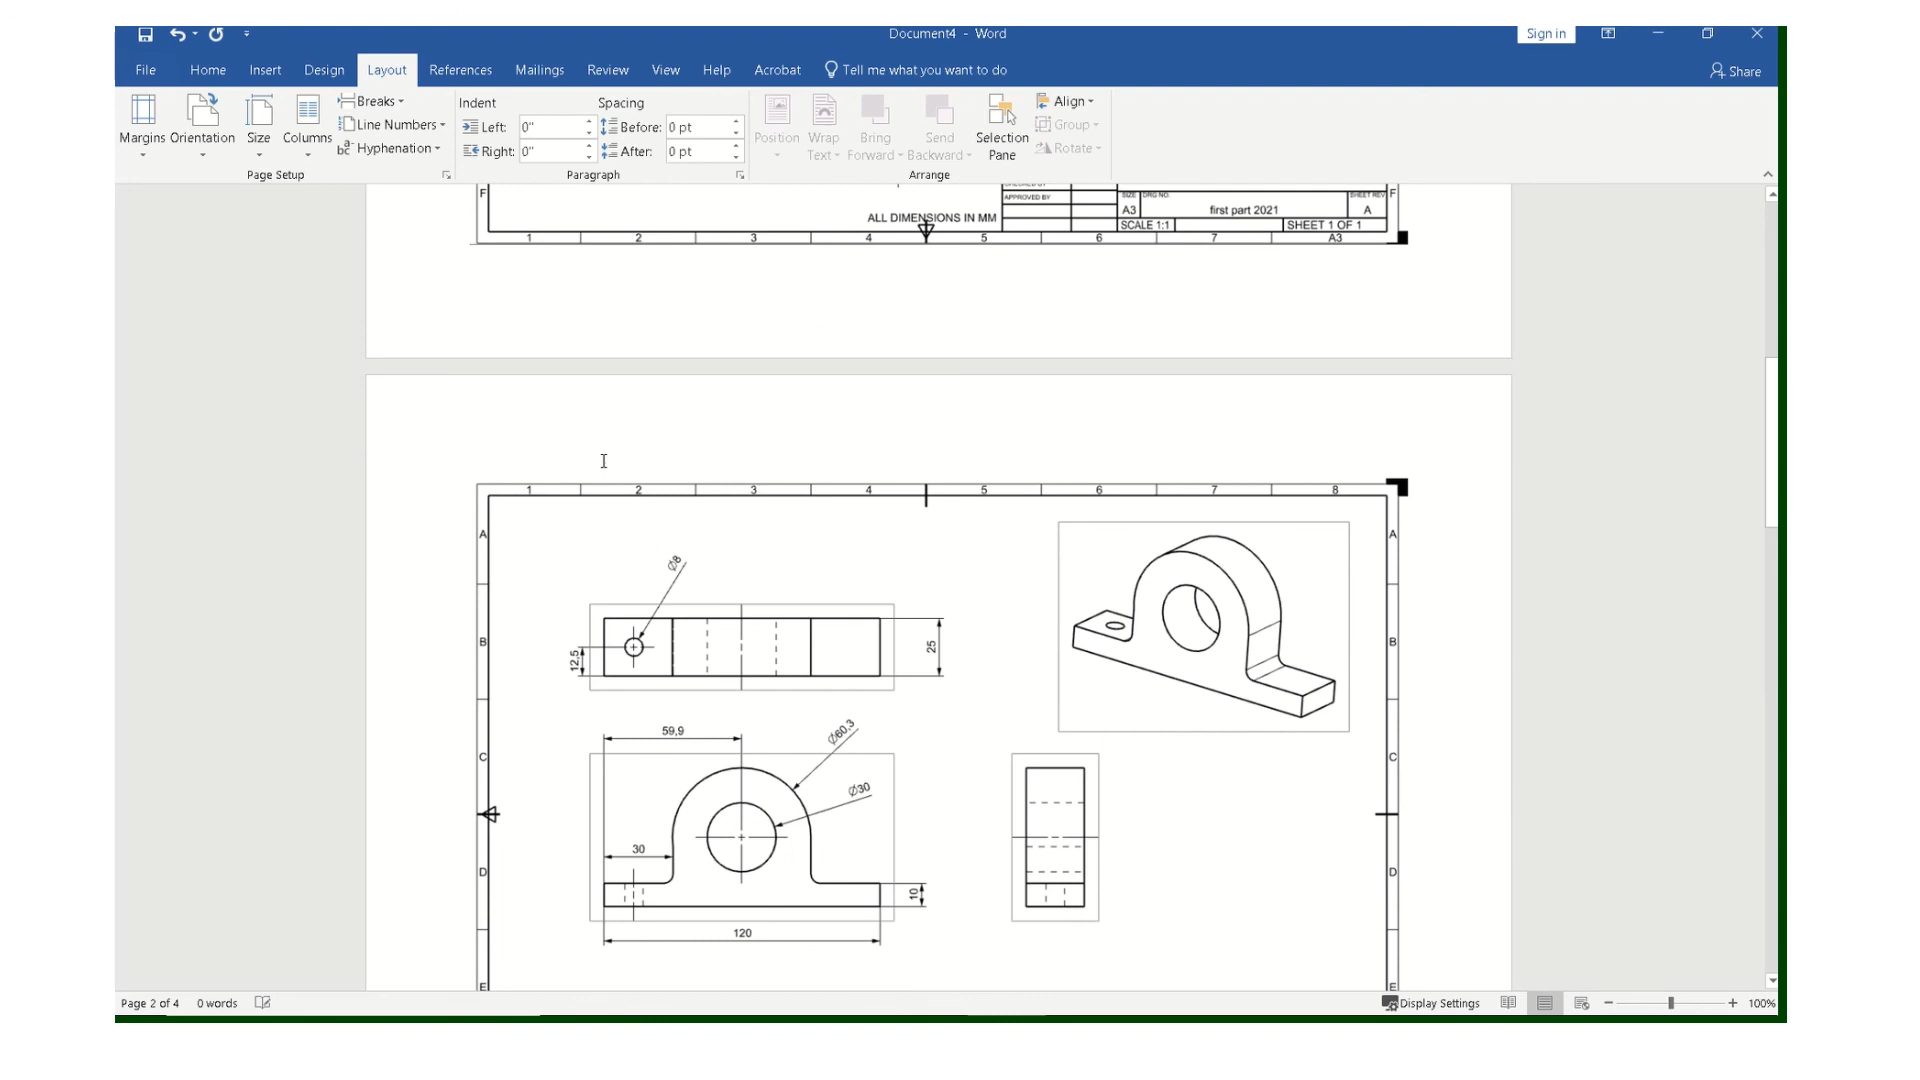 Document4 - Word
Sign in
File Home Insert Design Layout References Mailings Review View Help Acrobat Tell me what you want to do
Share
Margins Orientation Size Columns
Breaks
Line Numbers
Hyphenation
Page Setup
Indent
Left: 0"
Right: 0"
Spacing
Before: 0 pt
After: 0 pt
Paragraph
Position
Wrap Text
Bring Forward
Send Backward
Selection Pane
Align
Group
Rotate
Arrange
F
APPROVED BY
SIZE DRG NO. SHEET REV F
A3 first part 2021 A
ALL DIMENSIONS IN MM
SCALE 1:1 SHEET 1 OF 1
1 2 3 4 5 6 7 A3
1 2 3 4 5 6 7 8
A A
Ø8
B B
12,5
25
59,9
Ø60,3
C C
Ø30
30
D D
10
120
E E
Page 2 of 4 0 words
Display Settings
100%